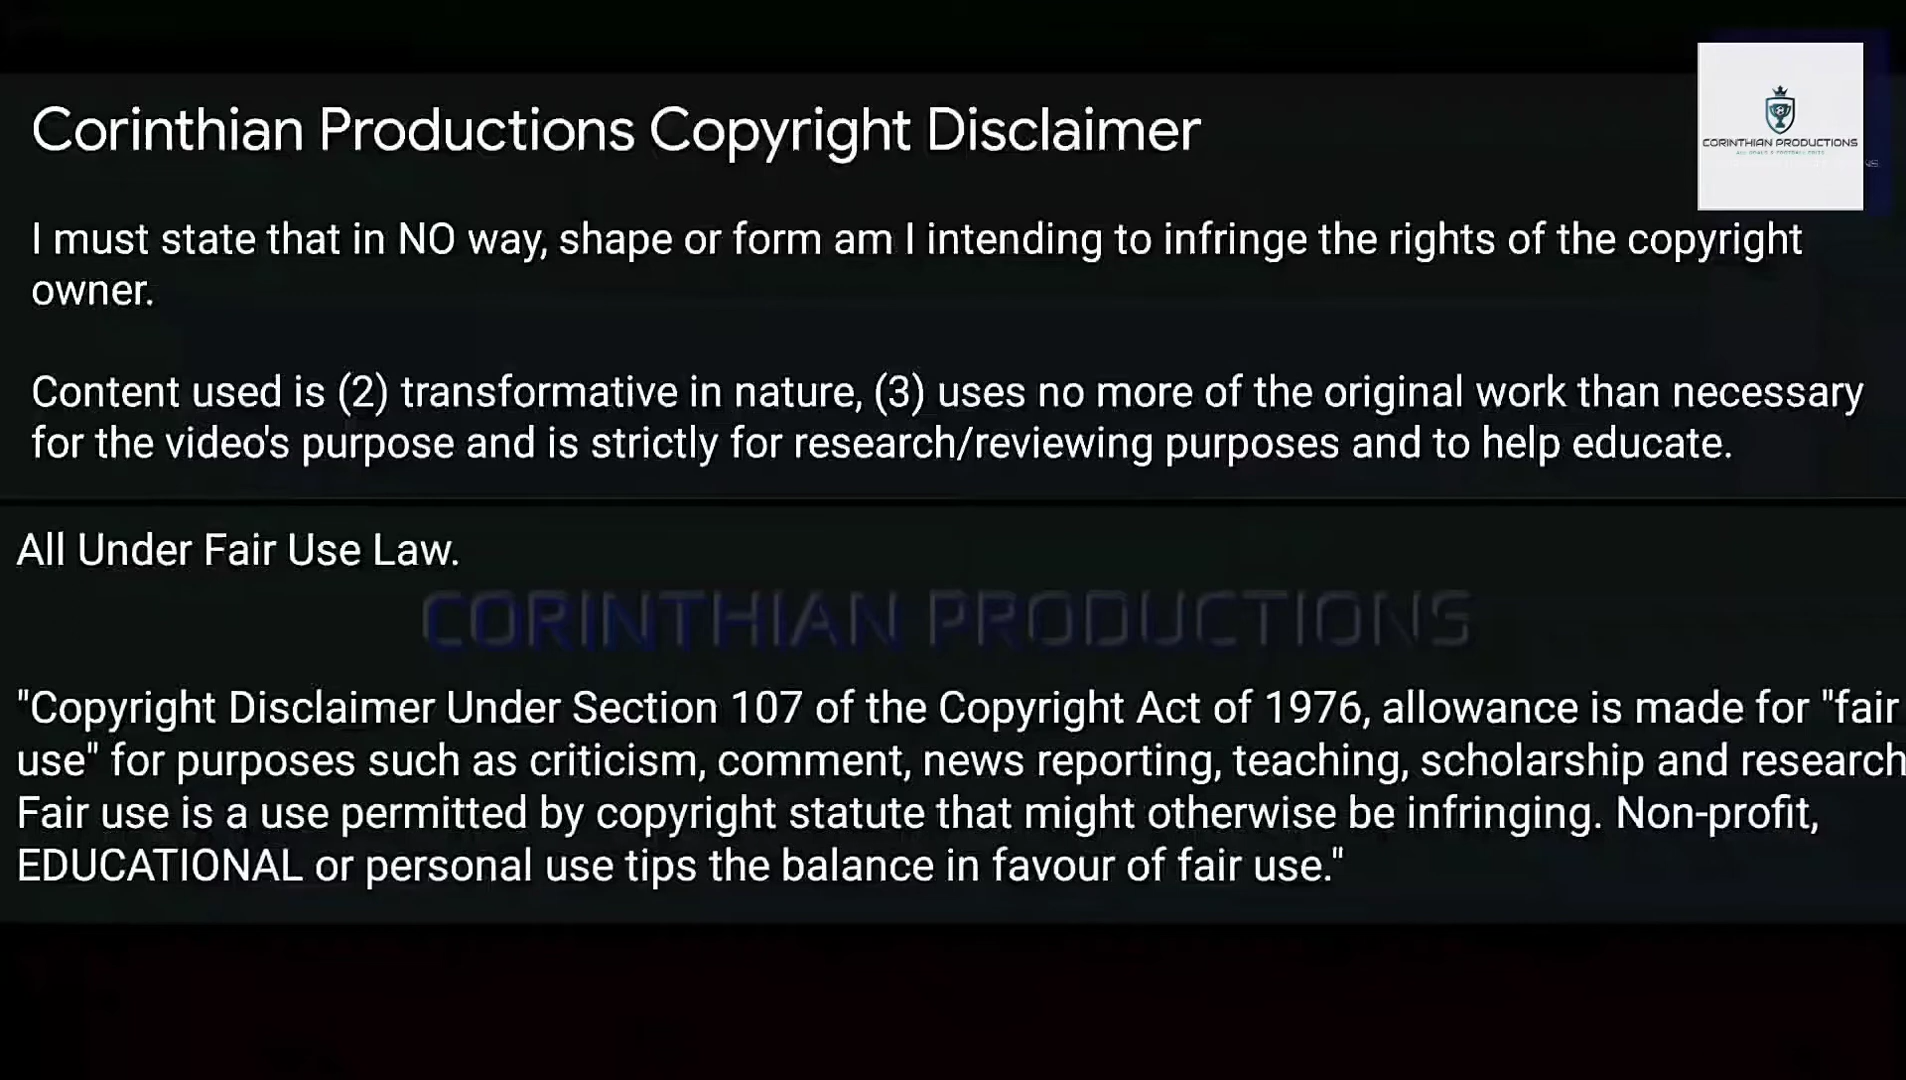 Corinthian Productions Copyright Disclaimer
CORINTHIAN PRODUCTIONS
I must state that in NO way, shape or form am I intending to infringe the rights of the copyright
owner.
Content used is (2) transformative in nature, (3) uses no more of the original work than necessary
for the video's purpose and is strictly for research/reviewing purposes and to help educate.
All Under Fair Use Law.
CORINTHIAN PRODUCTIONS
"Copyright Disclaimer Under Section 107 of the Copyright Act of 1976, allowance is made for "fair
use" for purposes such as criticism, comment, news reporting, teaching, scholarship and research
Fair use is a use permitted by copyright statute that might otherwise be infringing. Non-profit,
EDUCATIONAL or personal use tips the balance in favour of fair use."